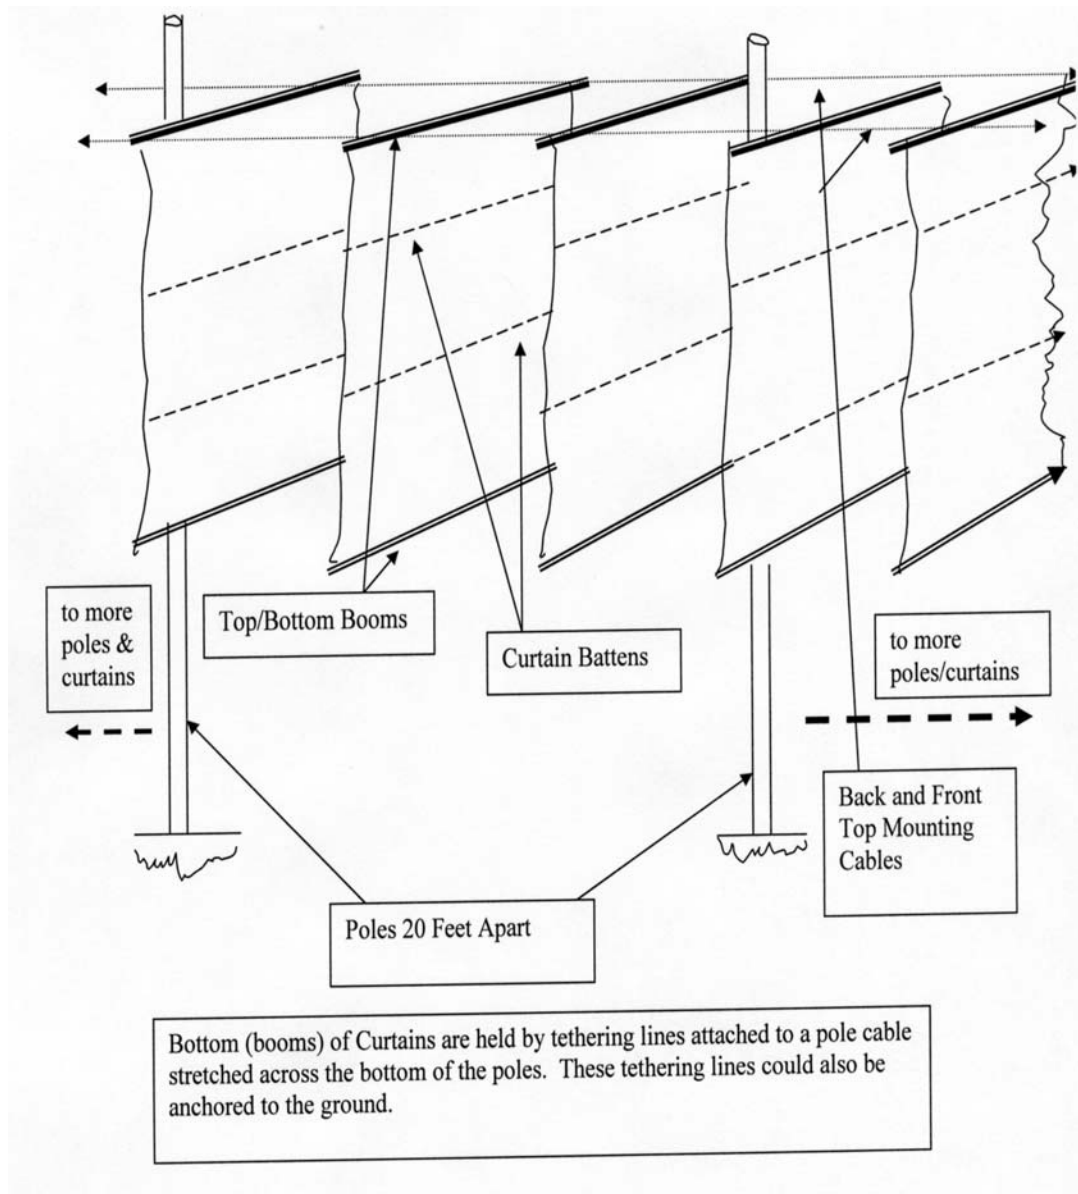 to more
poles &
curtains
Top/Bottom Booms
Curtain Battens
to more
poles/curtains
Back and Front
Top Mounting
Cables
Poles 20 Feet Apart
Bottom (booms) of Curtains are held by tethering lines attached to a pole cable
stretched across the bottom of the poles.  These tethering lines could also be
anchored to the ground.